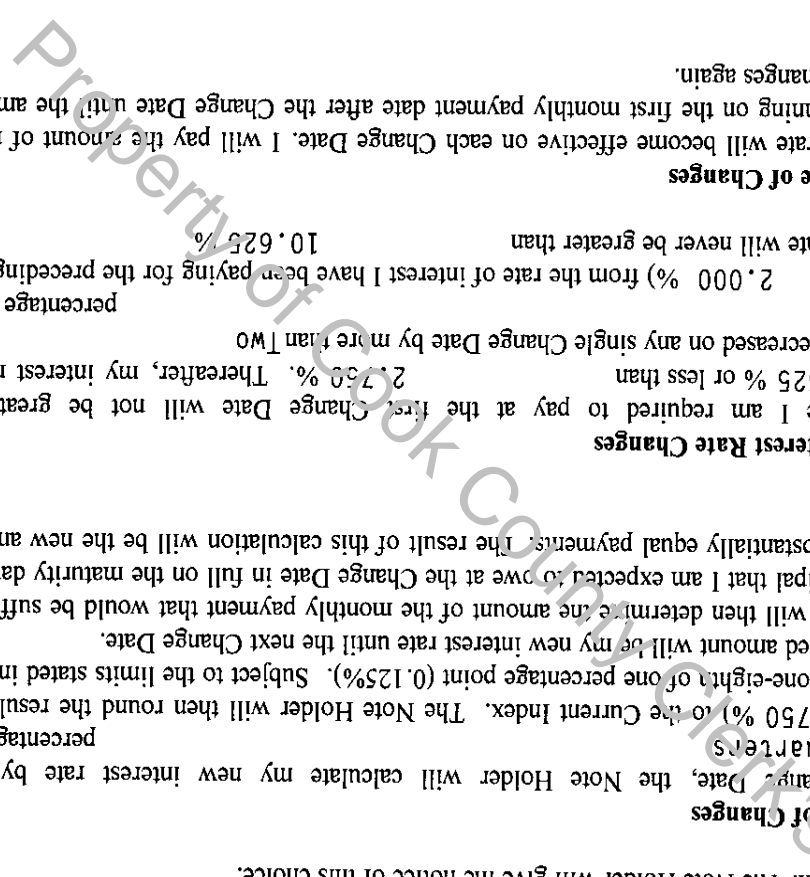 The Note Holder will give me notice of this choice.
of Changes
Date, the Note Holder will calculate my new interest rate by
percentag
750 %) to the Current Index. The Note Holder will then round the resul
one-eighth of one percentage point (0.125%). Subject to the limits stated in
ed amount will be my new interest rate until the next Change Date.
will then determine the amount of the monthly payment that would be suff
ipal that I am expected to owe at the Change Date in full on the maturity da
bstantially equal payments. The result of this calculation will be the new am
terest Rate Changes
e I am required to pay at the first Change Date will not be great
625 % or less than 2.750 %. Thereafter, my interest r
ecreased on any single Change Date by more than Two
percentage
2.000 %) from the rate of interest I have been paying for the preceding
ate will never be greater than 10.625 %
e of Changes
rate will become effective on each Change Date. I will pay the amount of
ning on the first monthly payment date after the Change Date until the am
hanges again.
Property of Cook County Clerk's